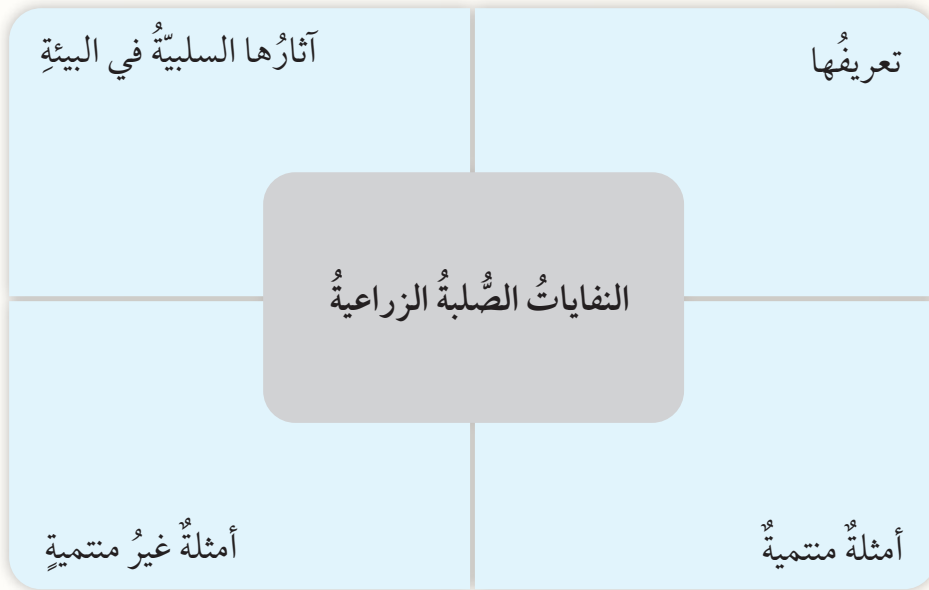 تعريفُها
آثارُها السلبيّةُ في البيئةِ
النفاياتُ الصُّلبةُ الزراعيةُ
أمثلةٌ منتميةٌ
أمثلةٌ غيرُ منتميةٍ